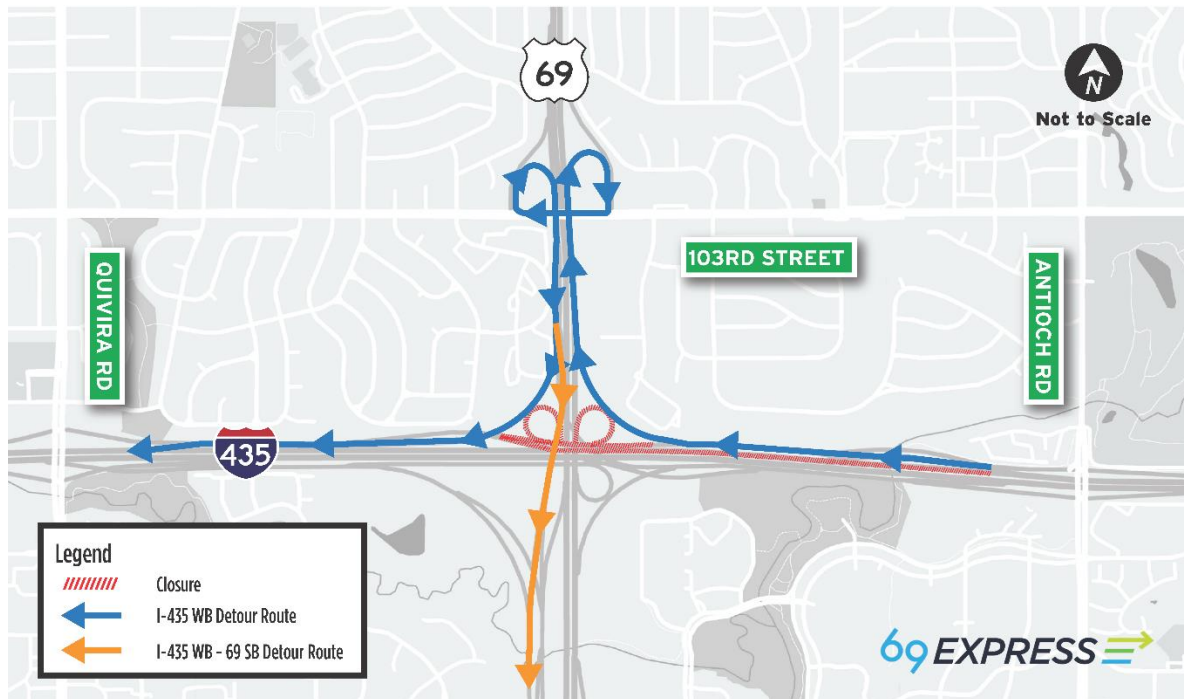 69
N
Not to Scale
103RD STREET
QUIVIRA RD
ANTIOCH RD
435
Legend
Closure
I-435 WB Detour Route
I-435 WB - 69 SB Detour Route
69 EXPRESS